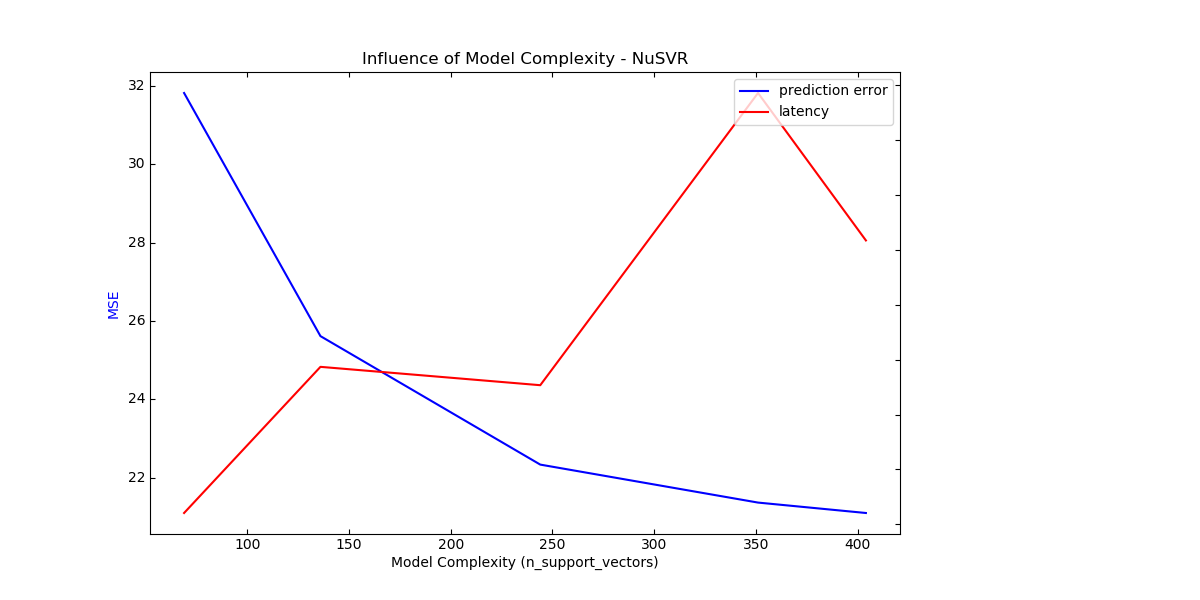 Influence of Model Complexity - NuSVR
prediction error
latency
32
30
28
26
24
22
MSE
100 150 200 250 300 350 400
Model Complexity (n_support_vectors)